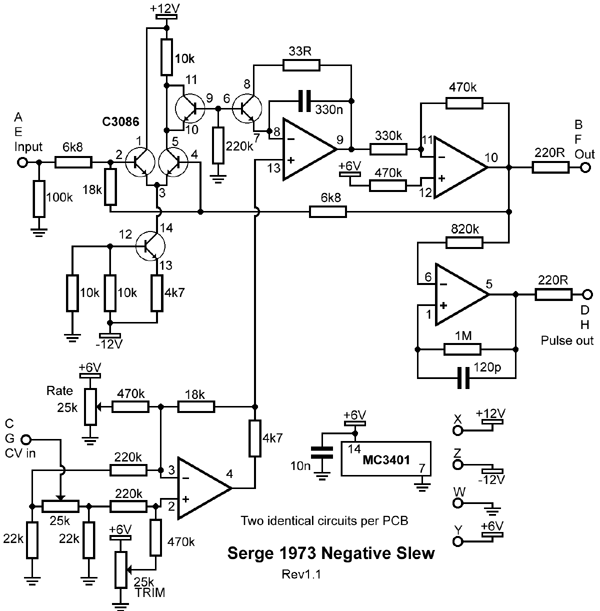 +12V
10k
33R
470k
11
8
330n
C3086
9
6
10
7
A
E
Input
6k8
1
5
2
4
220k
8
9
13
330k
11
10
B
F Out
220R
+6V
470k
12
100k
18k
3
6k8
820k
14
12
13
10k
10k
4k7
-12V
6
5
1
220R
D
H
Pulse out
1M
120p
+6V
Rate
25k
470k
18k
C
G
CV in
220k
3
4
4k7
+6V
14
MC3401
7
10n
X
+12V
Z
-12V
W
Y
+6V
25k
220k
2
22k
22k
+6V
470k
25k
TRIM
Two identical circuits per PCB
Serge 1973 Negative Slew
Rev1.1